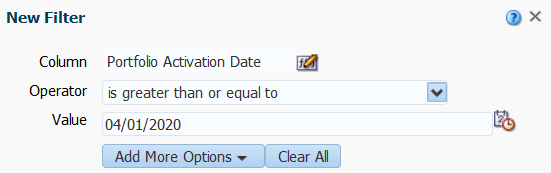 New Filter
Column Portfolio Activation Date
Operator is greater than or equal to
Value 04/01/2020
Add More Options Clear All